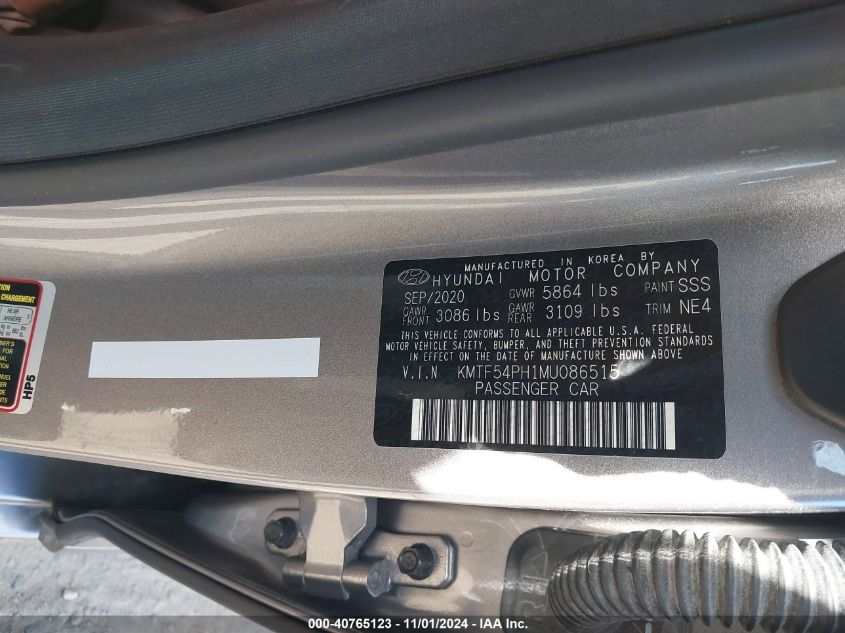 MANUFACTURED IN KOREA BY
HYUNDAI MOTOR COMPANY
SEP/2020 GVWR 5864 lbs PAINT SSS
GAWR FRONT 3086 lbs GAWR REAR 3109 lbs TRIM NE4
THIS VEHICLE CONFORMS TO ALL APPLICABLE U.S.A. FEDERAL
MOTOR VEHICLE SAFETY, BUMPER, AND THEFT PREVENTION STANDARDS
IN EFFECT ON THE DATE OF MANUFACTURE SHOWN ABOVE
V.I.N KMTF54PH1MU086515
PASSENGER CAR
CHARGEMENT
REAR
ARRIÈRE
HP5
000-40765123 - 11/01/2024 - IAA Inc.